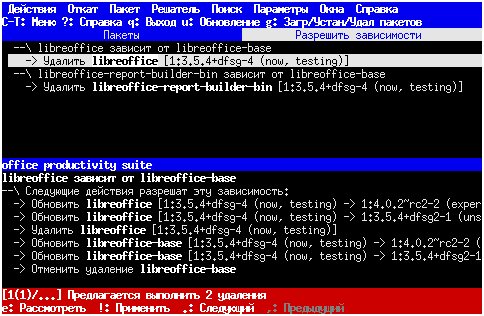 Действия Откат Пакет Решатель Поиск Параметры Окна Справка
C-T: Меню ?: Справка q: Выход u: Обновление g: Загр/Устан/Удал пакетов
Пакеты Разрешить зависимости
--\ libreoffice зависит от libreoffice-base
-> Удалить libreoffice [1:3.5.4+dfsg-4 (now, testing)]
--\ libreoffice-report-builder-bin зависит от libreoffice-base
-> Удалить libreoffice-report-builder-bin [1:3.5.4+dfsg-4 (now, testing)]
office productivity suite
libreoffice зависит от libreoffice-base
--\ Следующие действия разрешат эту зависимость:
-> Обновить libreoffice [1:3.5.4+dfsg-4 (now, testing) -> 1:4.0.2~rc2-2 (exper
-> Обновить libreoffice [1:3.5.4+dfsg-4 (now, testing) -> 1:3.5.4+dfsg2-1 (uns
-> Удалить libreoffice [1:3.5.4+dfsg-4 (now, testing)]
-> Обновить libreoffice-base [1:3.5.4+dfsg-4 (now, testing) -> 1:4.0.2~rc2-2 (
-> Обновить libreoffice-base [1:3.5.4+dfsg-4 (now, testing) -> 1:3.5.4+dfsg2-1
-> Отменить удаление libreoffice-base
[1(1)/...] Предлагается выполнить 2 удаления
e: Рассмотреть !: Применить .: Следующий ,: Предыдущий